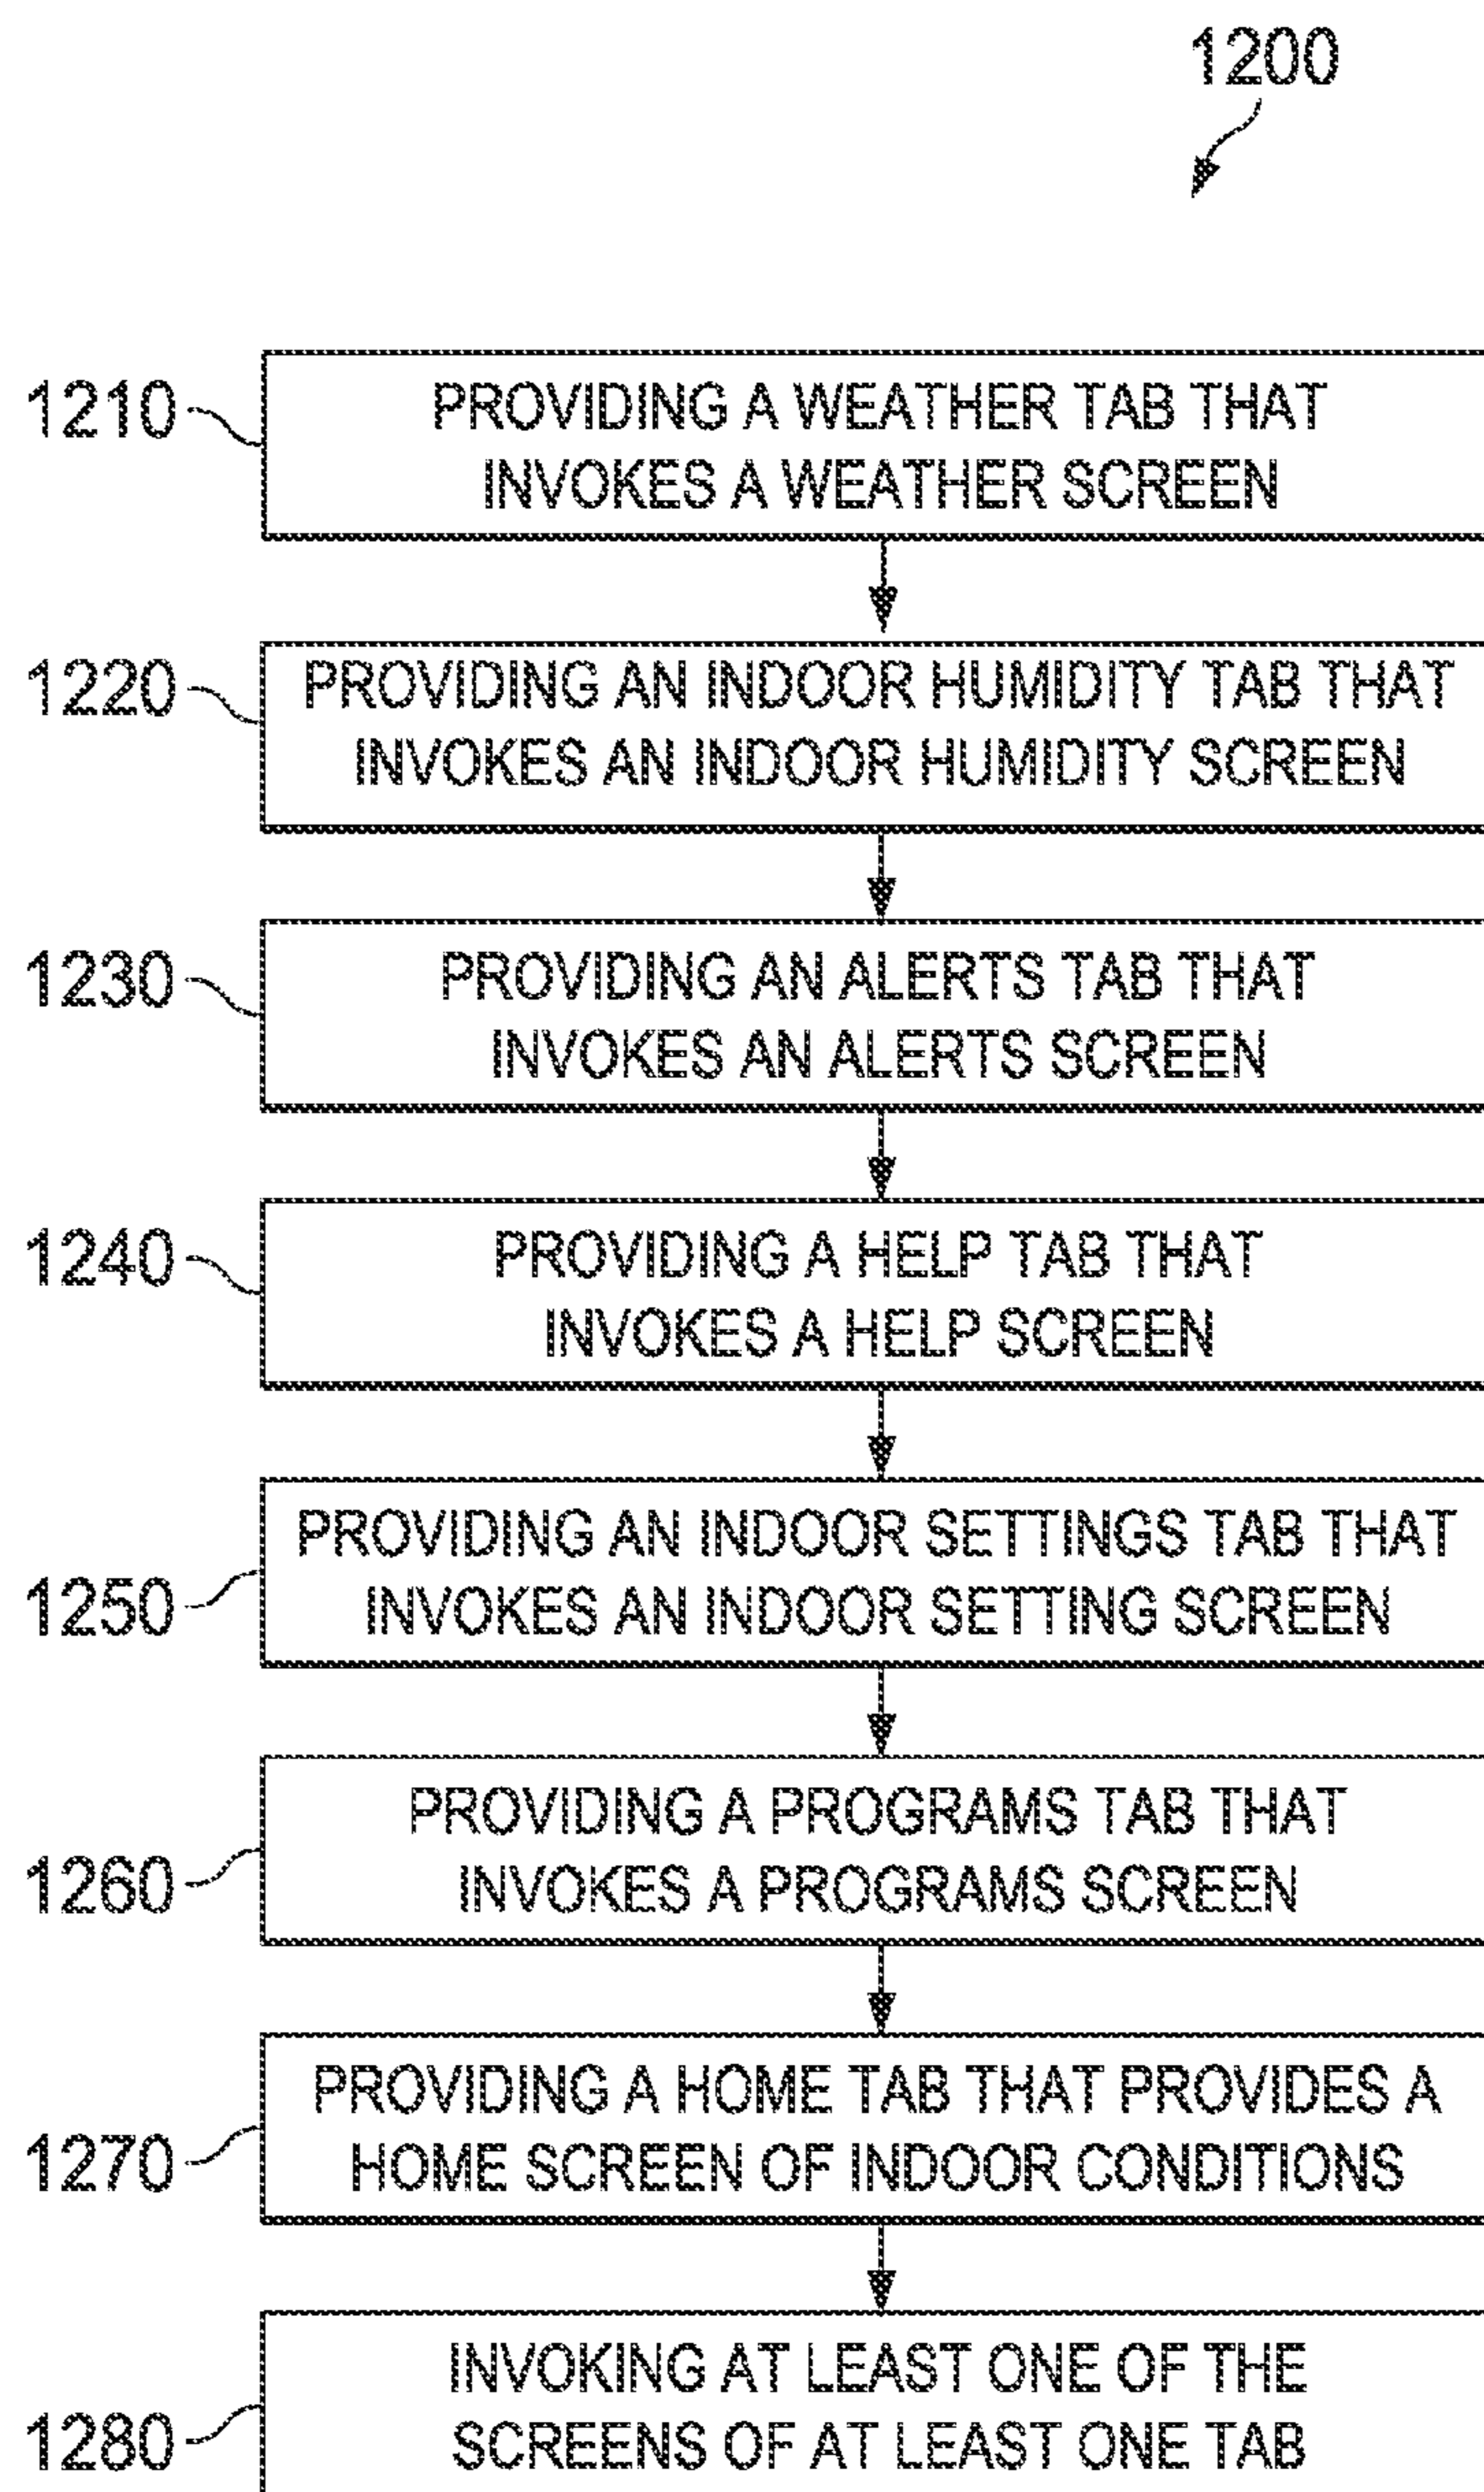 1200
1210
PROVIDING A WEATHER TAB THAT
INVOKES A WEATHER SCREEN
1220
PROVIDING AN INDOOR HUMIDITY TAB THAT
INVOKES AN INDOOR HUMIDITY SCREEN
1230
PROVIDING AN ALERTS TAB THAT
INVOKES AN ALERTS SCREEN
1240
PROVIDING A HELP TAB THAT
INVOKES A HELP SCREEN
1250
PROVIDING AN INDOOR SETTINGS TAB THAT
INVOKES AN INDOOR SETTING SCREEN
1260
PROVIDING A PROGRAMS TAB THAT
INVOKES A PROGRAMS SCREEN
1270
PROVIDING A HOME TAB THAT PROVIDES A
HOME SCREEN OF INDOOR CONDITIONS
1280
INVOKING AT LEAST ONE OF THE
SCREENS OF AT LEAST ONE TAB